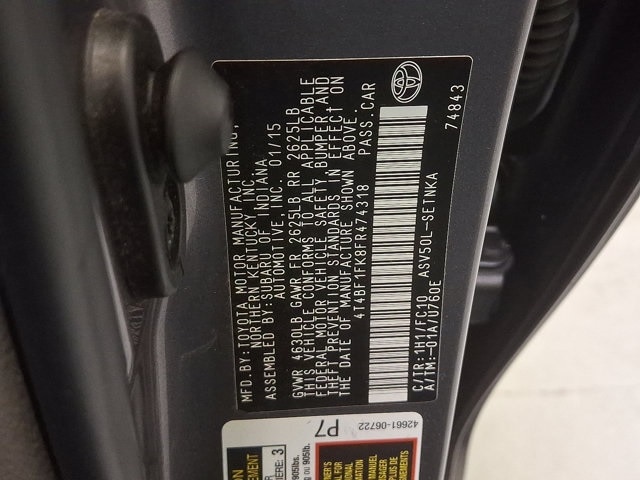 MFD.BY:TOYOTA MOTOR MANUFACTURING,
NORTHERN KENTUCKY, INC.
ASSEMBLED BY:SUBARU OF INDIANA
AUTOMOTIVE, INC. 01/15
GVWR 4630LB GAWR FR 2625LB RR 2625LB
THIS VEHICLE CONFORMS TO ALL APPLICABLE
FEDERAL MOTOR VEHICLE SAFETY, BUMPER AND
THEFT PREVENTION STANDARDS IN EFFECT ON
THE DATE OF MANUFACTURE SHOWN ABOVE.
4T4BF1FK8FR474318 PASS.CAR
C/TR:1H1/FC10 ASV50L-SETNKA
A/TM:-01A/U760E
74843
P7
42661-06722
3